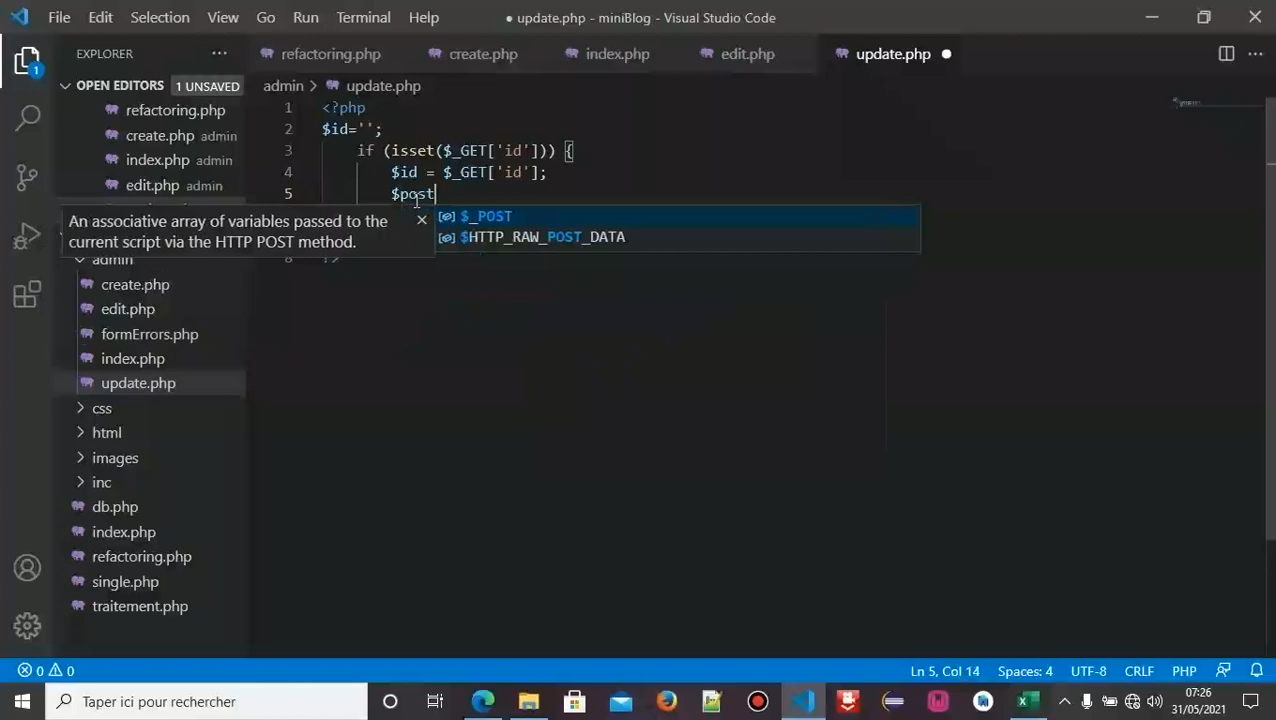 File Edit Selection View Go Run Terminal Help
● update.php - miniBlog - Visual Studio Code
EXPLORER
refactoring.php create.php index.php edit.php update.php
OPEN EDITORS 1 UNSAVED
refactoring.php
create.php admin
index.php admin
edit.php admin
admin
create.php
edit.php
formErrors.php
index.php
update.php
css
html
images
inc
db.php
index.php
refactoring.php
single.php
traitement.php
1
admin > update.php
1 <?php
2 $id='';
3 if (isset($_GET['id'])) {
4 $id = $_GET['id'];
5 $post
An associative array of variables passed to the
current script via the HTTP POST method.
$_POST
$HTTP_RAW_POST_DATA
8 ?>
0 0 Ln 5, Col 14 Spaces: 4 UTF-8 CRLF PHP
Taper ici pour rechercher
07:26
31/05/2021